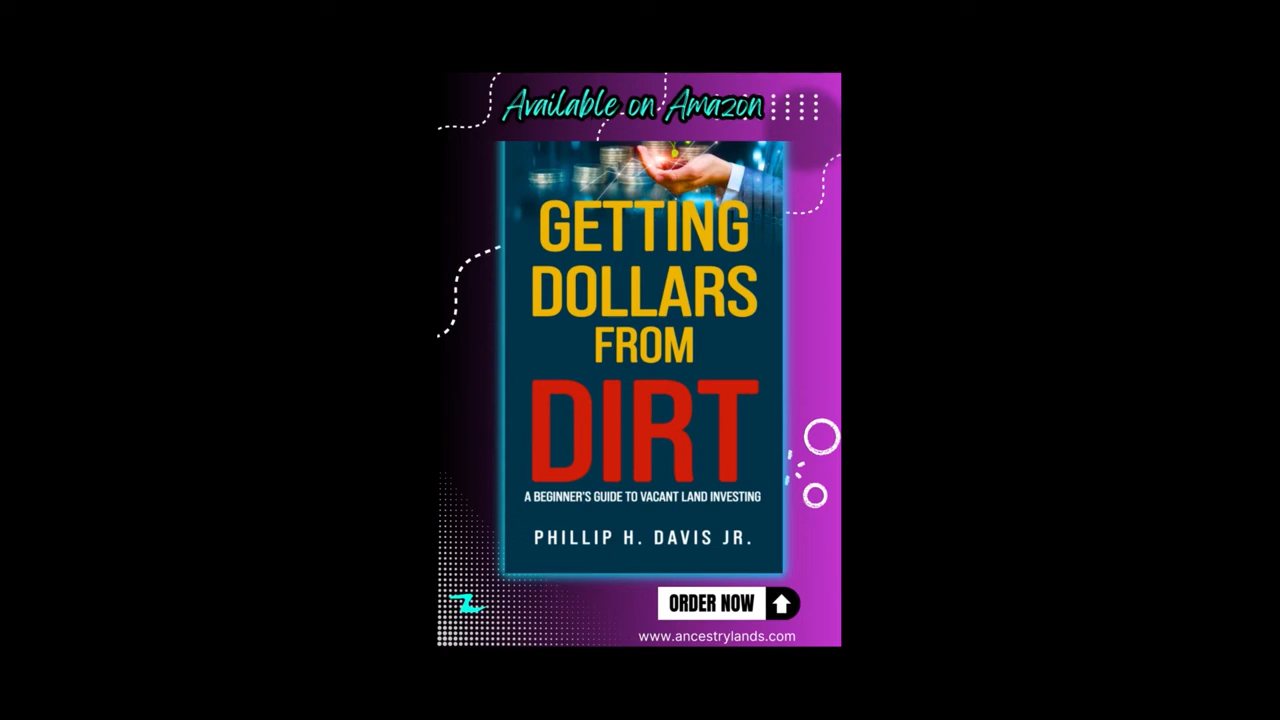 Available on Amazon
GETTING
DOLLARS
FROM
DIRT
A BEGINNER'S GUIDE TO VACANT LAND INVESTING
PHILLIP H. DAVIS JR.
ORDER NOW
www.ancestrylands.com